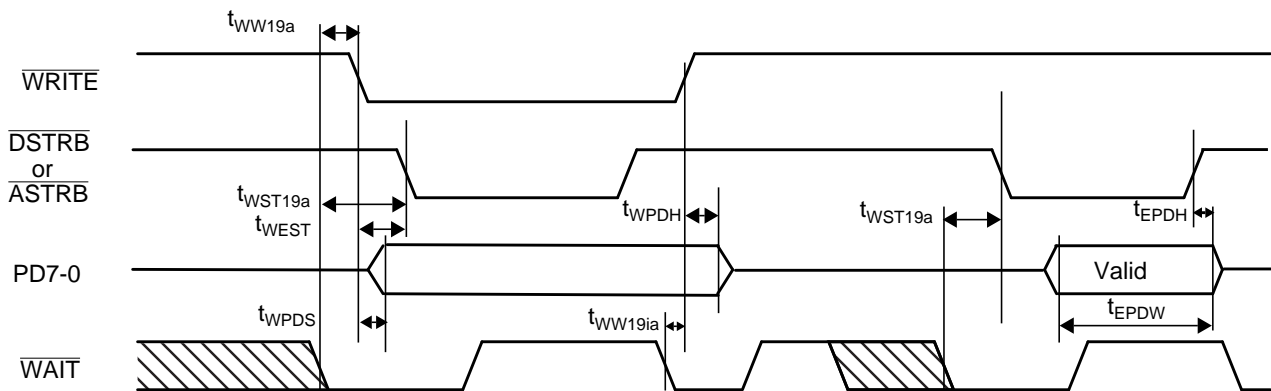 tWW19a
WRITE
DSTRB
or
ASTRB
tWST19a
tWEST
tWPDH
tWST19a
tEPDH
PD7-0
Valid
tWPDS
tWW19ia
tEPDW
WAIT